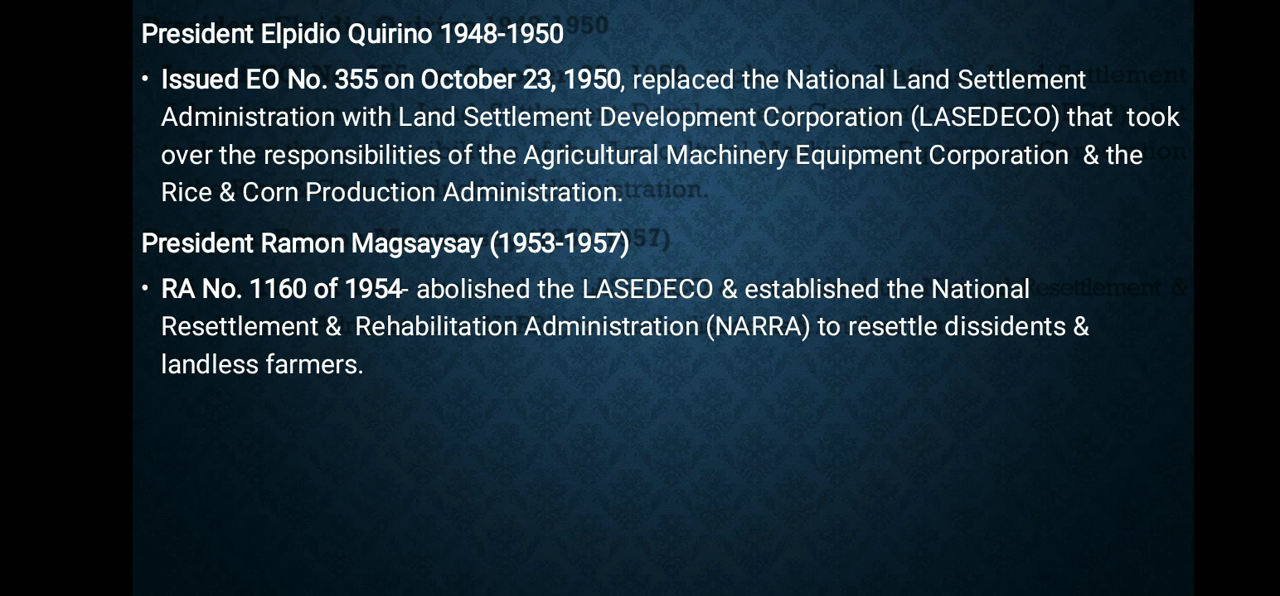 President Elpidio Quirino 1948-1950
• Issued EO No. 355 on October 23, 1950, replaced the National Land Settlement
Administration with Land Settlement Development Corporation (LASEDECO) that  took
over the responsibilities of the Agricultural Machinery Equipment Corporation  & the
Rice & Corn Production Administration.
President Ramon Magsaysay (1953-1957)
• RA No. 1160 of 1954- abolished the LASEDECO & established the National
Resettlement &  Rehabilitation Administration (NARRA) to resettle dissidents &
landless farmers.